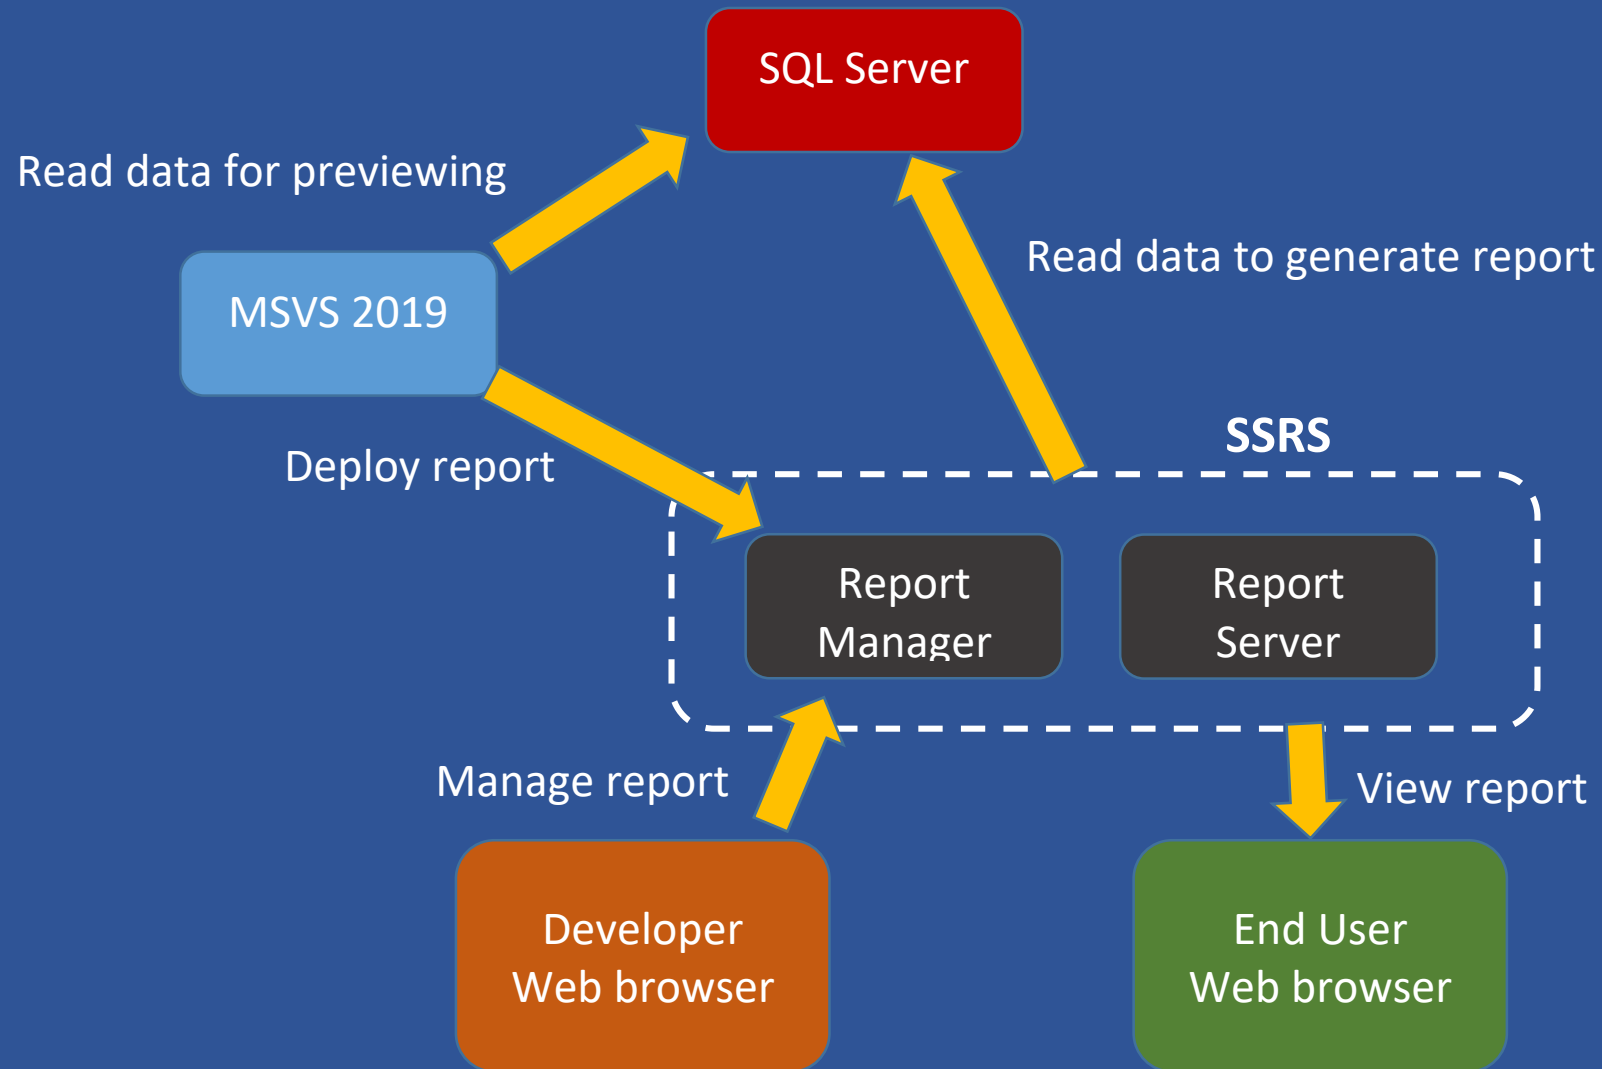 SQL Server
Read data for previewing
Read data to generate report
MSVS 2019
SSRS
Deploy report
Report
Manager
Report
Server
Manage report
View report
Developer
Web browser
End User
Web browser